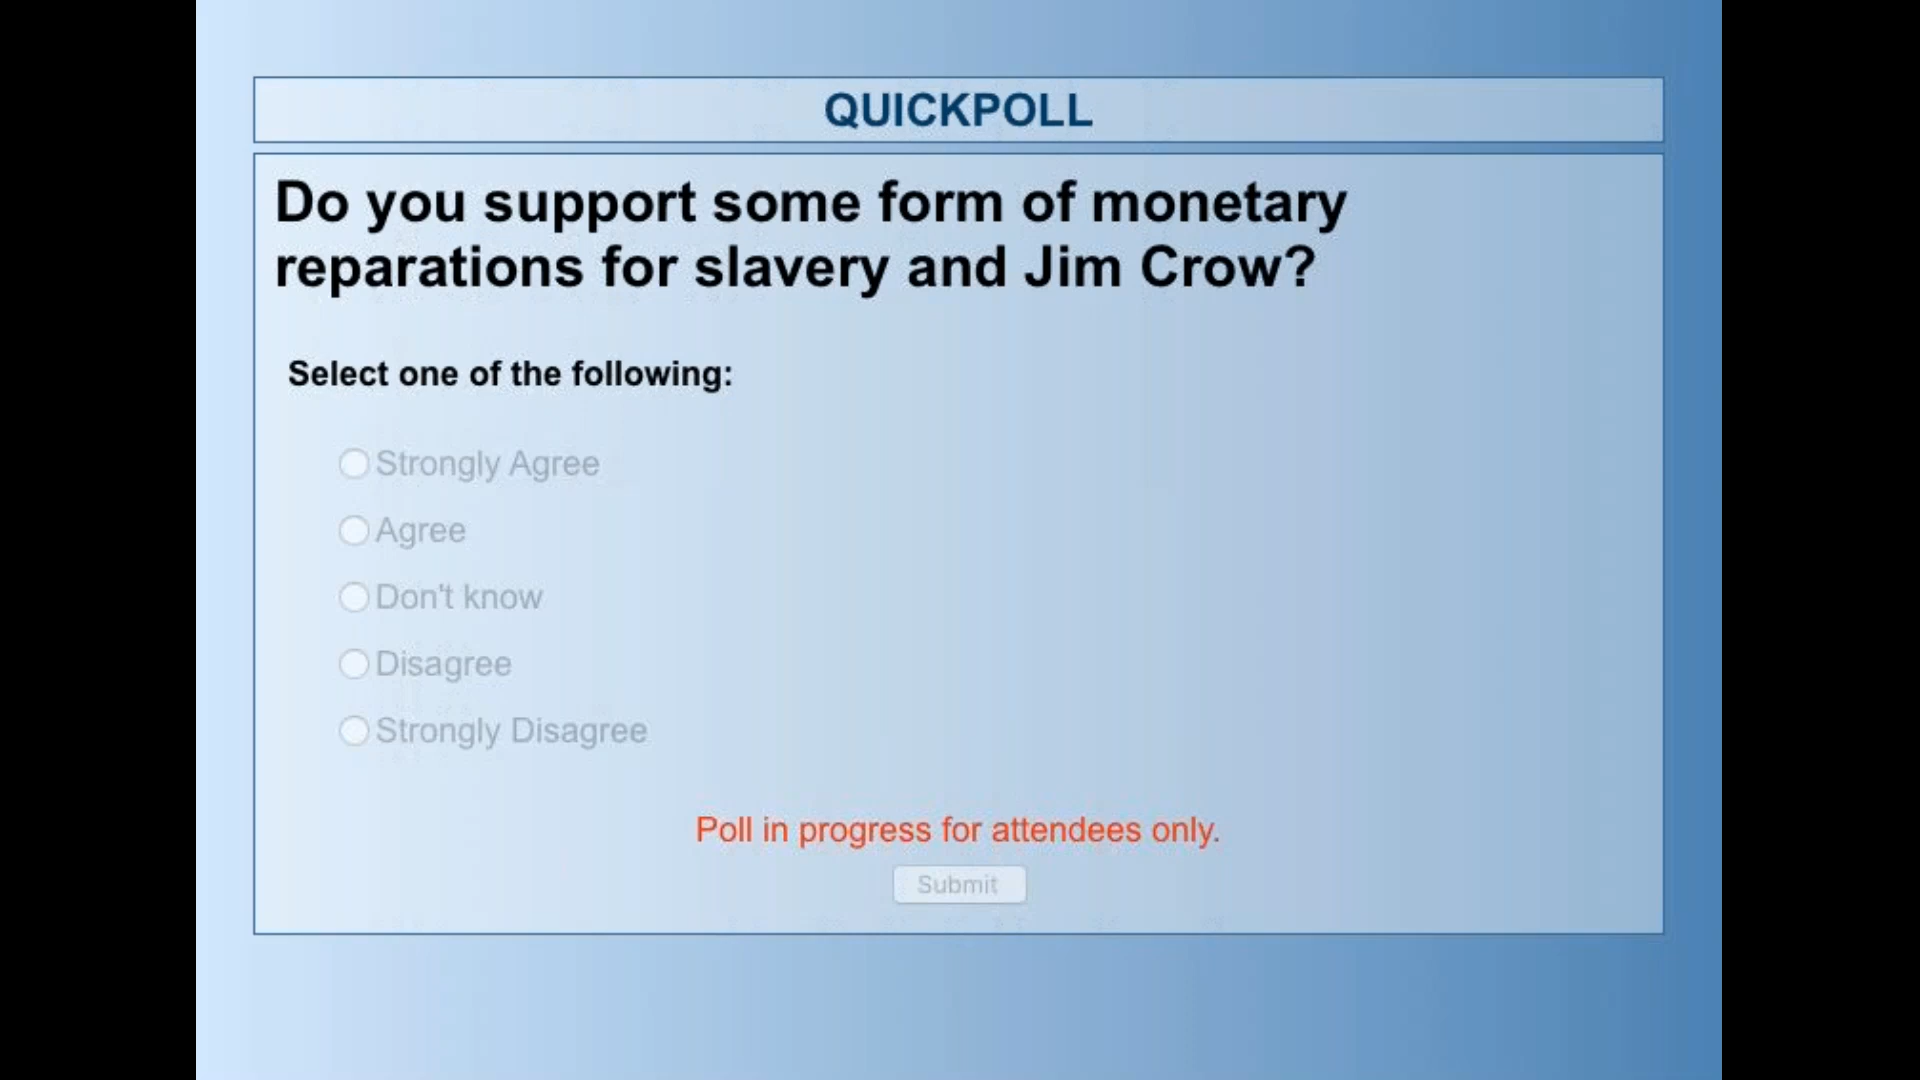 QUICKPOLL
Do you support some form of monetary
reparations for slavery and Jim Crow?
Select one of the following:
Strongly Agree
Agree
Don't know
Disagree
Strongly Disagree
Poll in progress for attendees only.
Submit